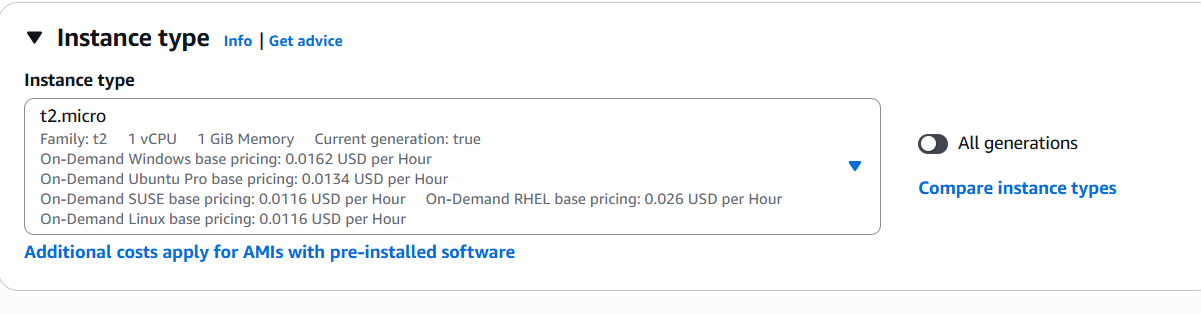 Instance type Info | Get advice
Instance type
t2.micro
Family: t2 1 vCPU 1 GiB Memory Current generation: true
On-Demand Windows base pricing: 0.0162 USD per Hour
On-Demand Ubuntu Pro base pricing: 0.0134 USD per Hour
On-Demand SUSE base pricing: 0.0116 USD per Hour On-Demand RHEL base pricing: 0.026 USD per Hour
On-Demand Linux base pricing: 0.0116 USD per Hour
All generations
Compare instance types
Additional costs apply for AMIs with pre-installed software